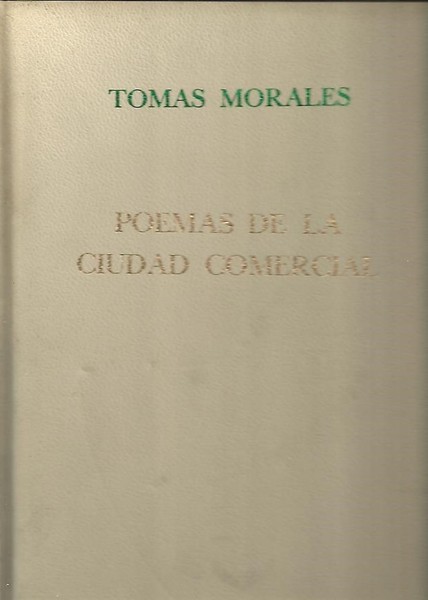 TOMAS MORALES
POEMAS DE LA
CIUDAD COMERCIAL